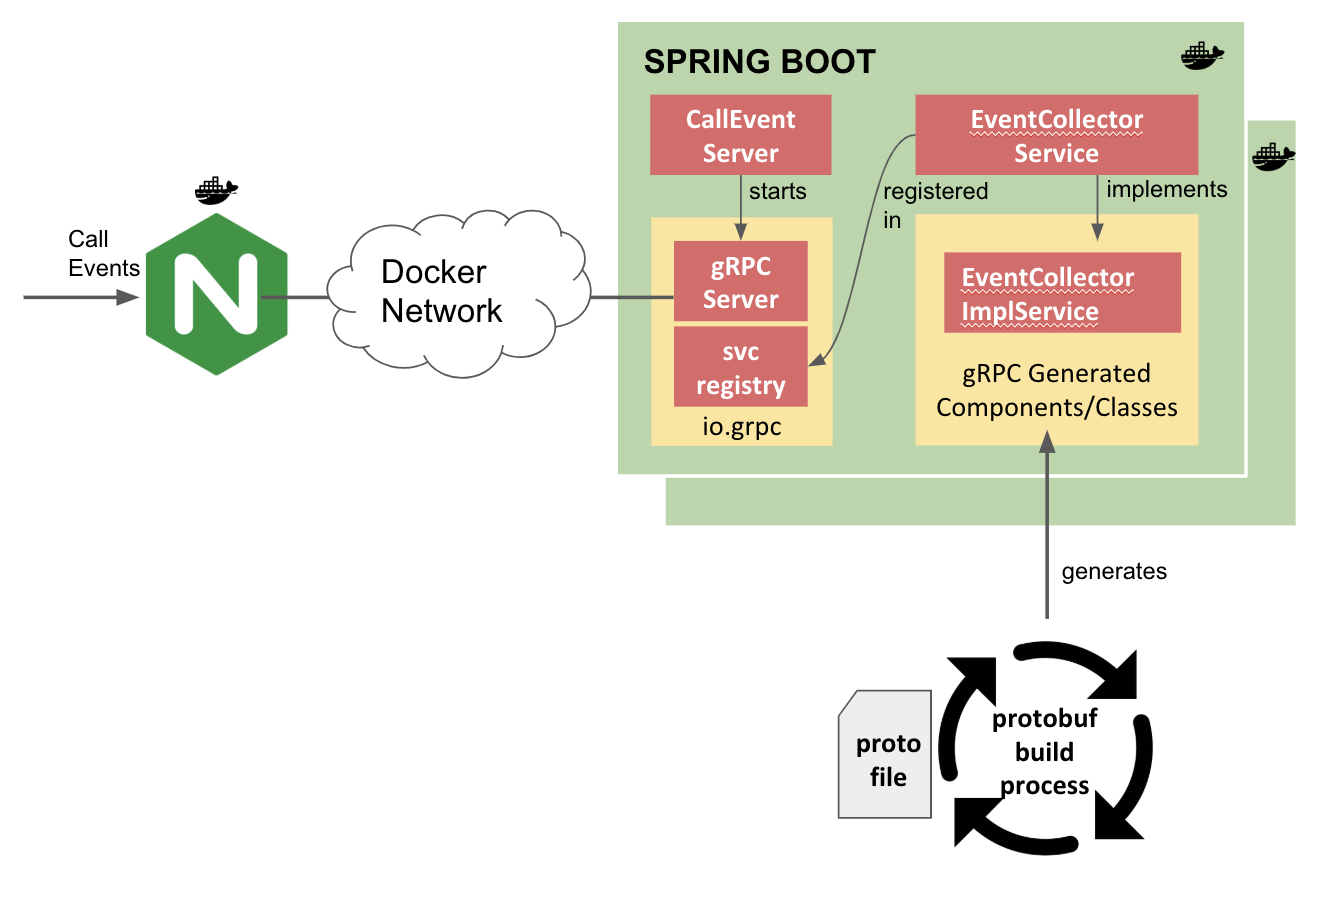 SPRING BOOT
CallEvent
Server
EventCollector
Service
starts
registered
in
implements
Call
Events
N
Docker
Network
gRPC
Server
svc
registry
io.grpc
EventCollector
ImplService
gRPC Generated
Components/Classes
generates
proto
file
protobuf
build
process